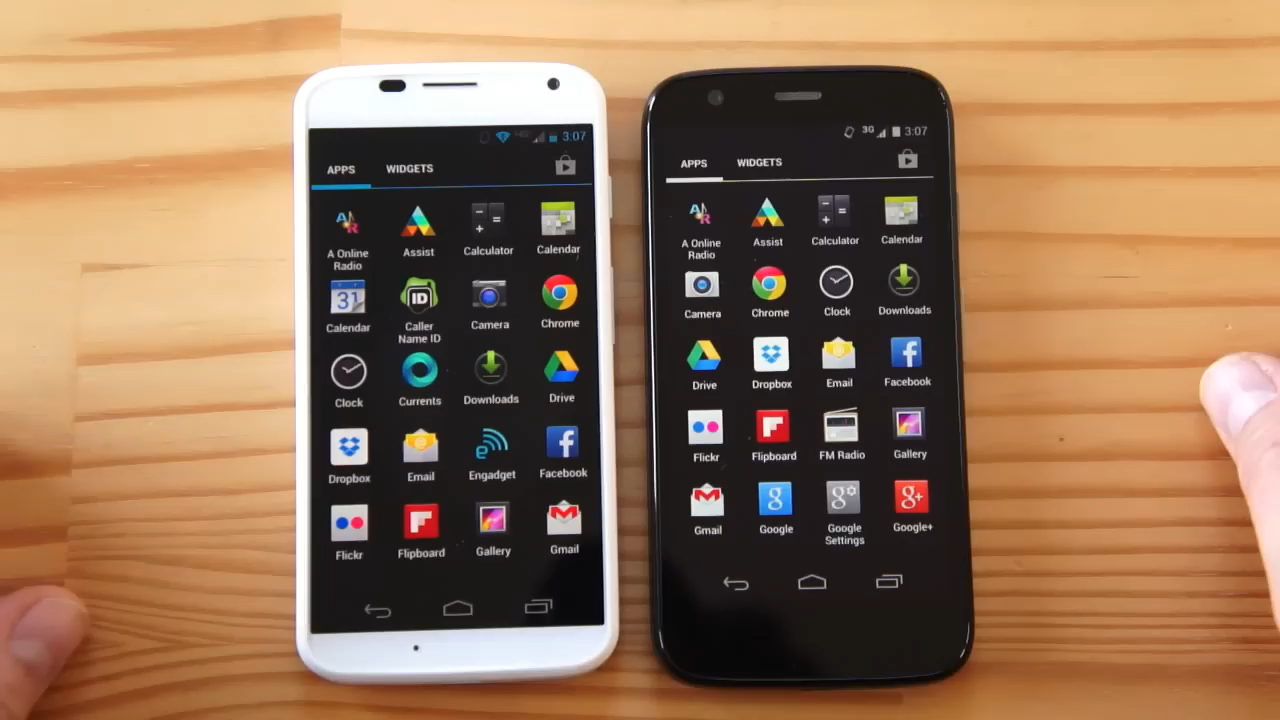 3:07
APPS WIDGETS
A Online
Radio
Assist
Calculator
Calendar
31
Calendar
ID
Caller
Name ID
Camera
Chrome
Clock
Currents
Downloads
Drive
Dropbox
Email
e
Engadget
f
Facebook
Flickr
Flipboard
Gallery
Gmail
3G 3:07
APPS WIDGETS
A Online
Radio
Assist
Calculator
Calendar
Camera
Chrome
Clock
Downloads
Drive
Dropbox
Email
f
Facebook
Flickr
Flipboard
FM Radio
Gallery
Gmail
g
Google
g
Google
Settings
g+
Google+